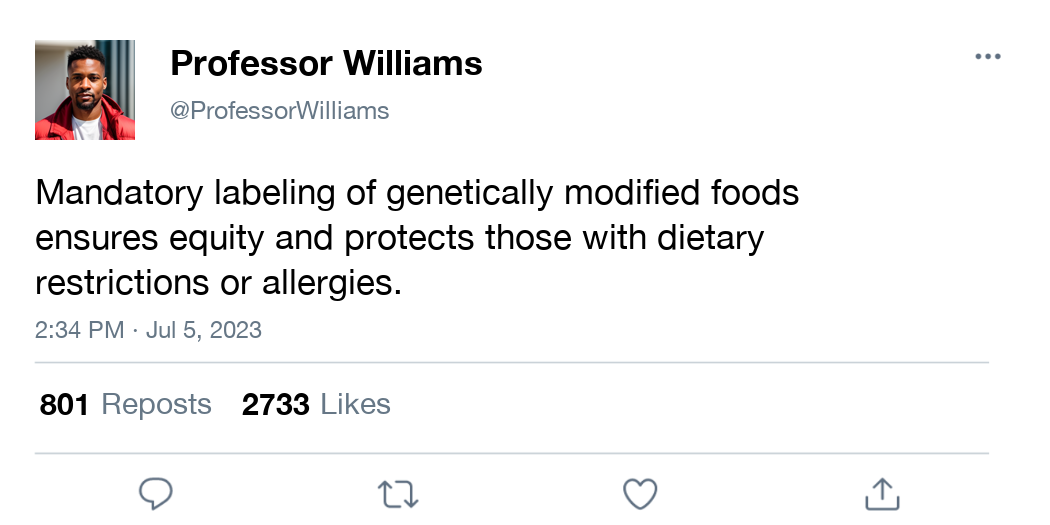 Professor Williams
@ProfessorWilliams
Mandatory labeling of genetically modified foods
ensures equity and protects those with dietary
restrictions or allergies.
2:34 PM · Jul 5, 2023
801 Reposts 2733 Likes